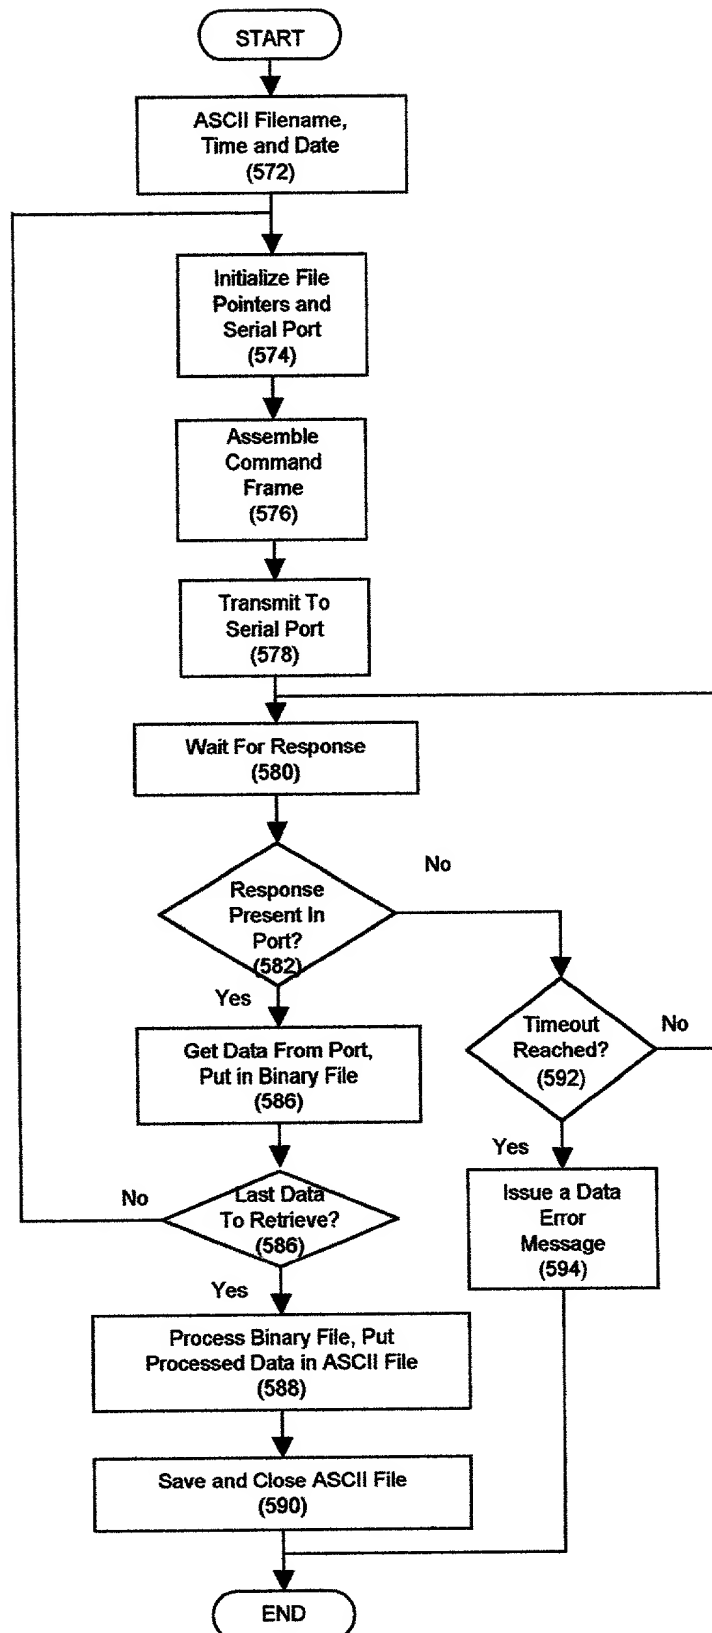 START
ASCII Filename,
Time and Date
(572)
Initialize File
Pointers and
Serial Port
(574)
Assemble
Command
Frame
(576)
Transmit To
Serial Port
(578)
Wait For Response
(580)
Response
Present In
Port?
(582)
No
Yes
Timeout
Reached?
(592)
No
Get Data From Port,
Put in Binary File
(586)
Yes
Last Data
To Retrieve?
(586)
No
Issue a Data
Error
Message
(594)
Yes
Process Binary File, Put
Processed Data in ASCII File
(588)
Save and Close ASCII File
(590)
END